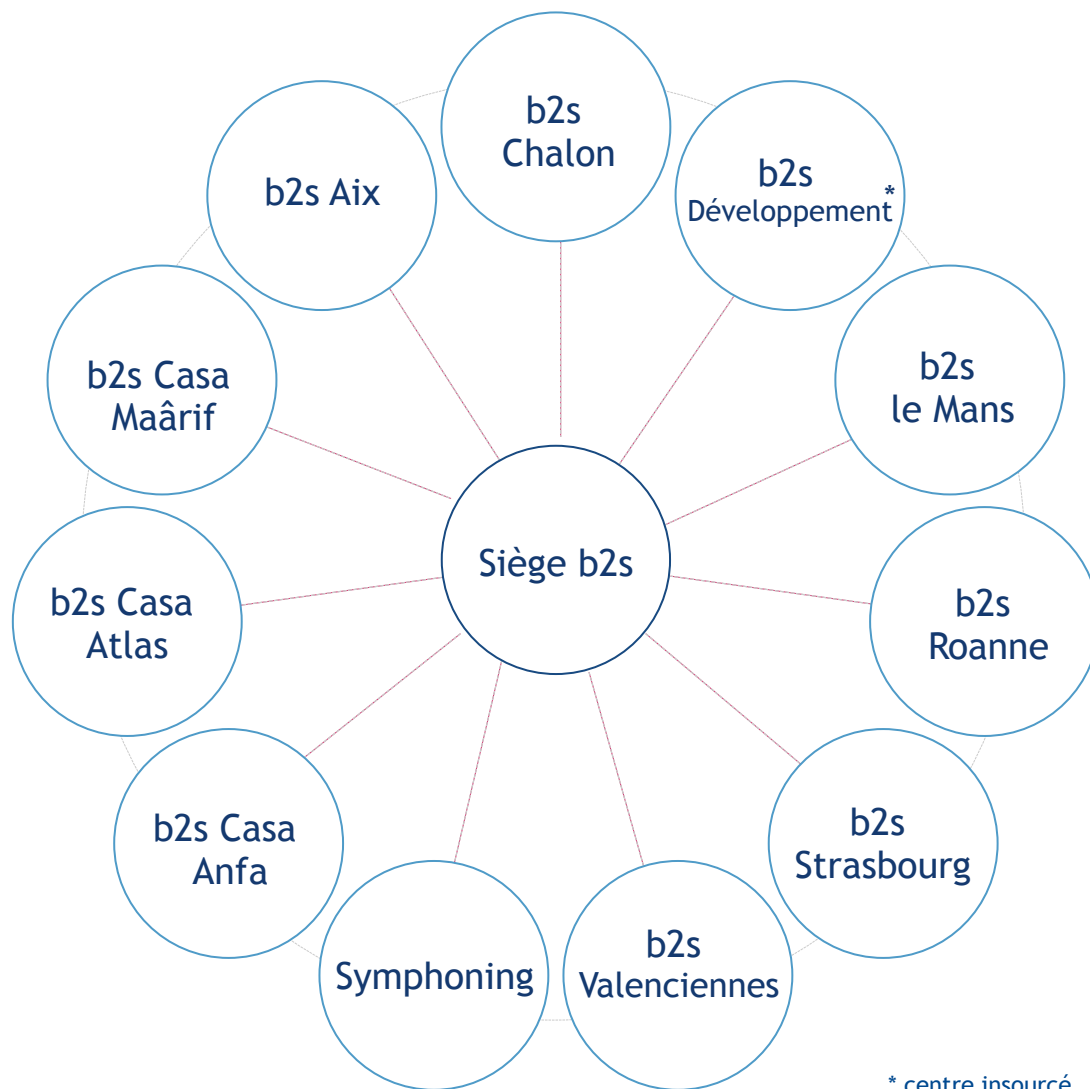 b2s
Chalon
b2s
Développement*
b2s
le Mans
b2s
Roanne
b2s
Strasbourg
b2s
Valenciennes
Symphoning
b2s Casa
Anfa
b2s Casa
Atlas
b2s Casa
Maârif
b2s Aix
Siège b2s
* centre insourcé